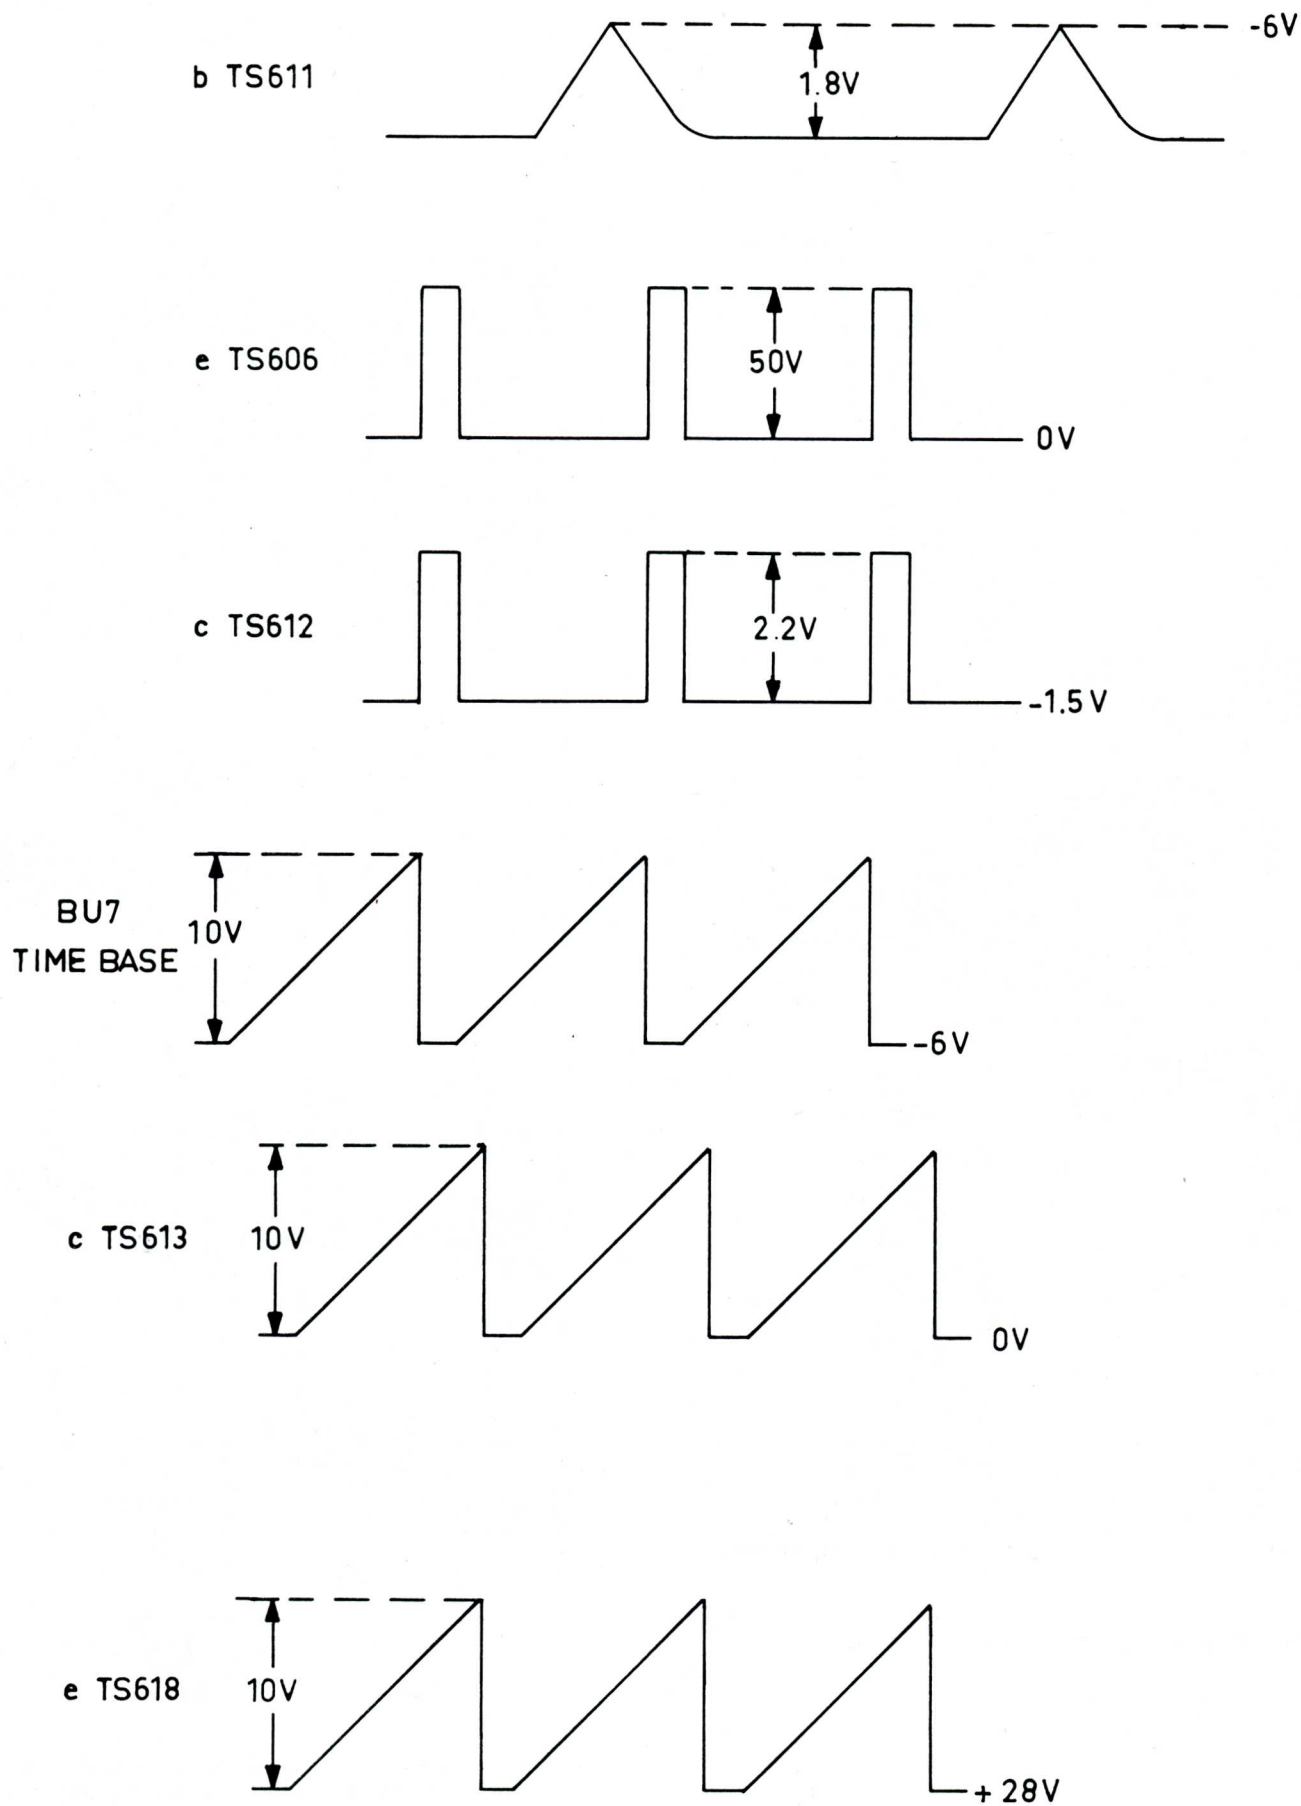 -6V
b TS611
1.8V
e TS606
50V
0V
c TS612
2.2V
-1.5V
BU7
TIME BASE
10V
-6V
c TS613
10V
0V
e TS618
10V
+28V